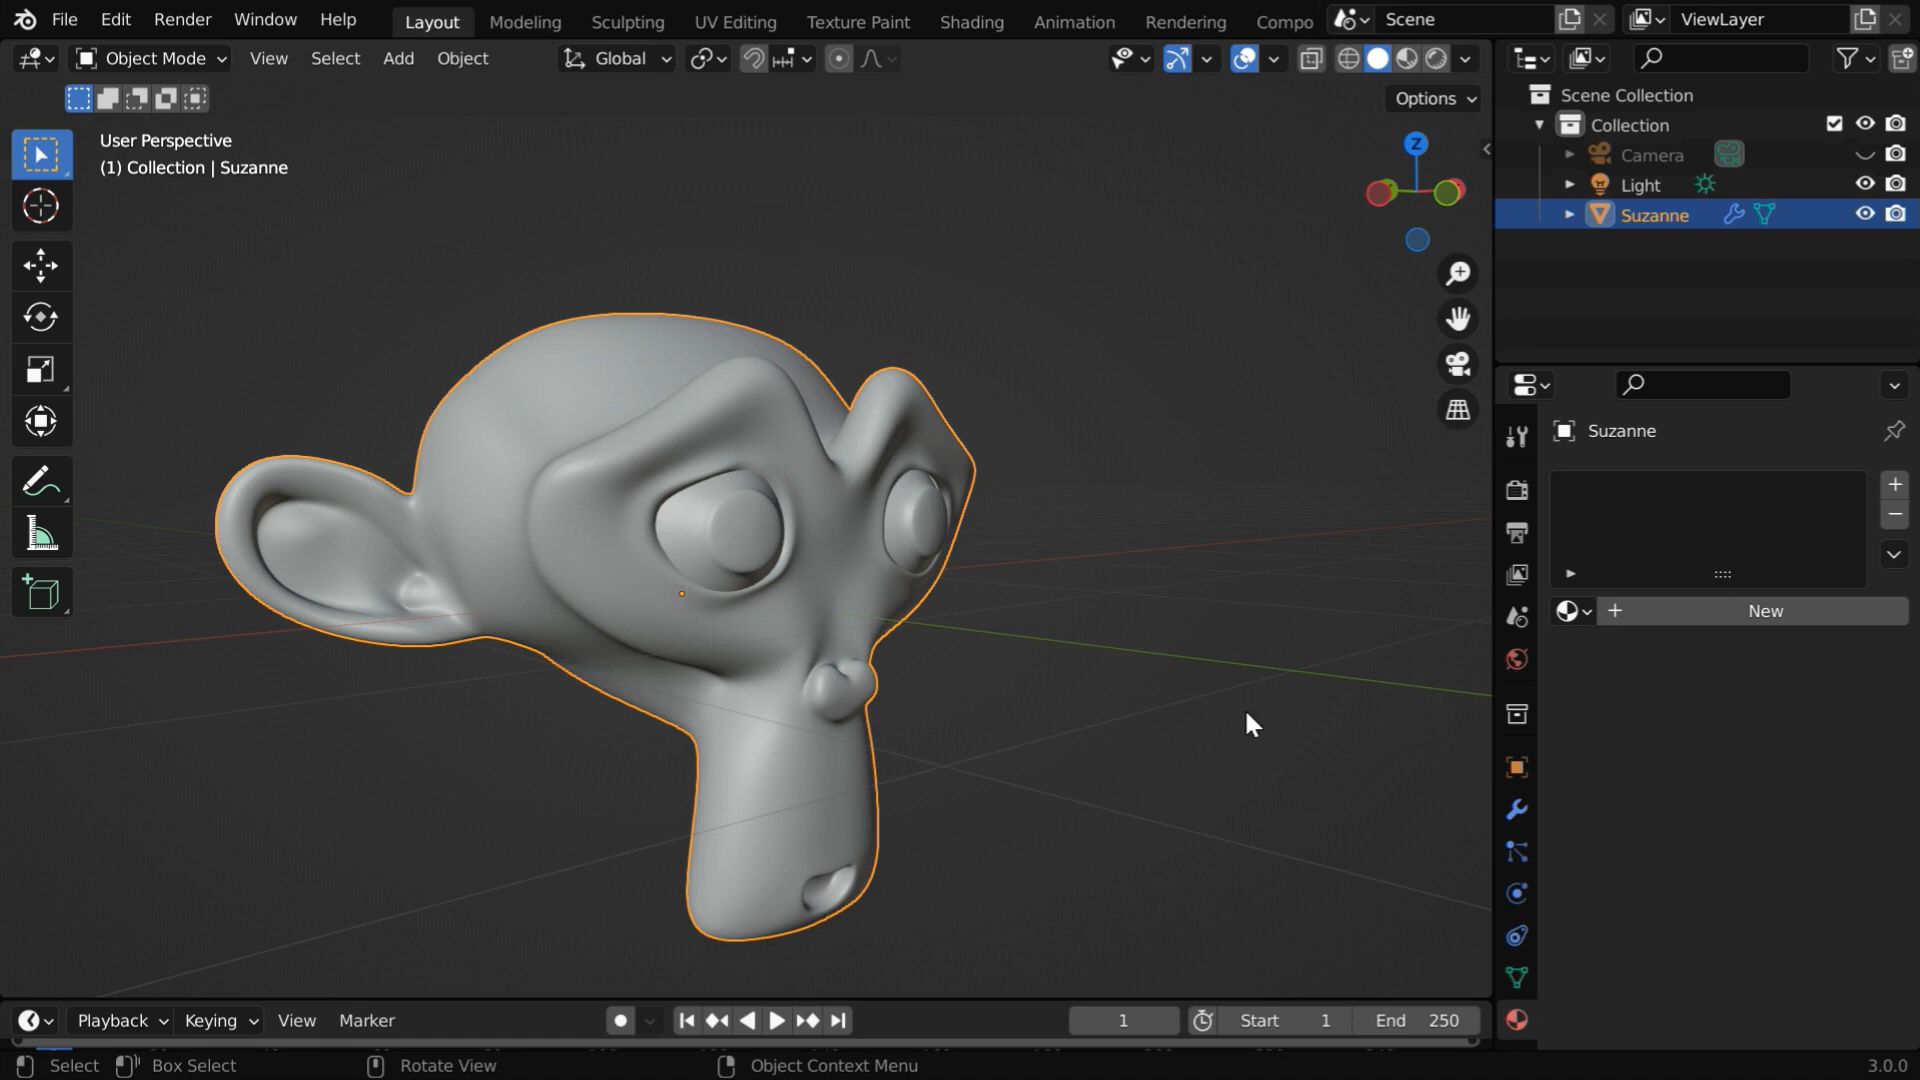 File Edit Render Window Help Layout Modeling Sculpting UV Editing Texture Paint Shading Animation Rendering Compo Scene ViewLayer
Object Mode View Select Add Object Global
Options
User Perspective
(1) Collection | Suzanne
Z
Scene Collection
Collection
Camera
Light
Suzanne
Suzanne
New
Playback Keying View Marker 1 Start 1 End 250
Select Box Select Rotate View Object Context Menu 3.0.0